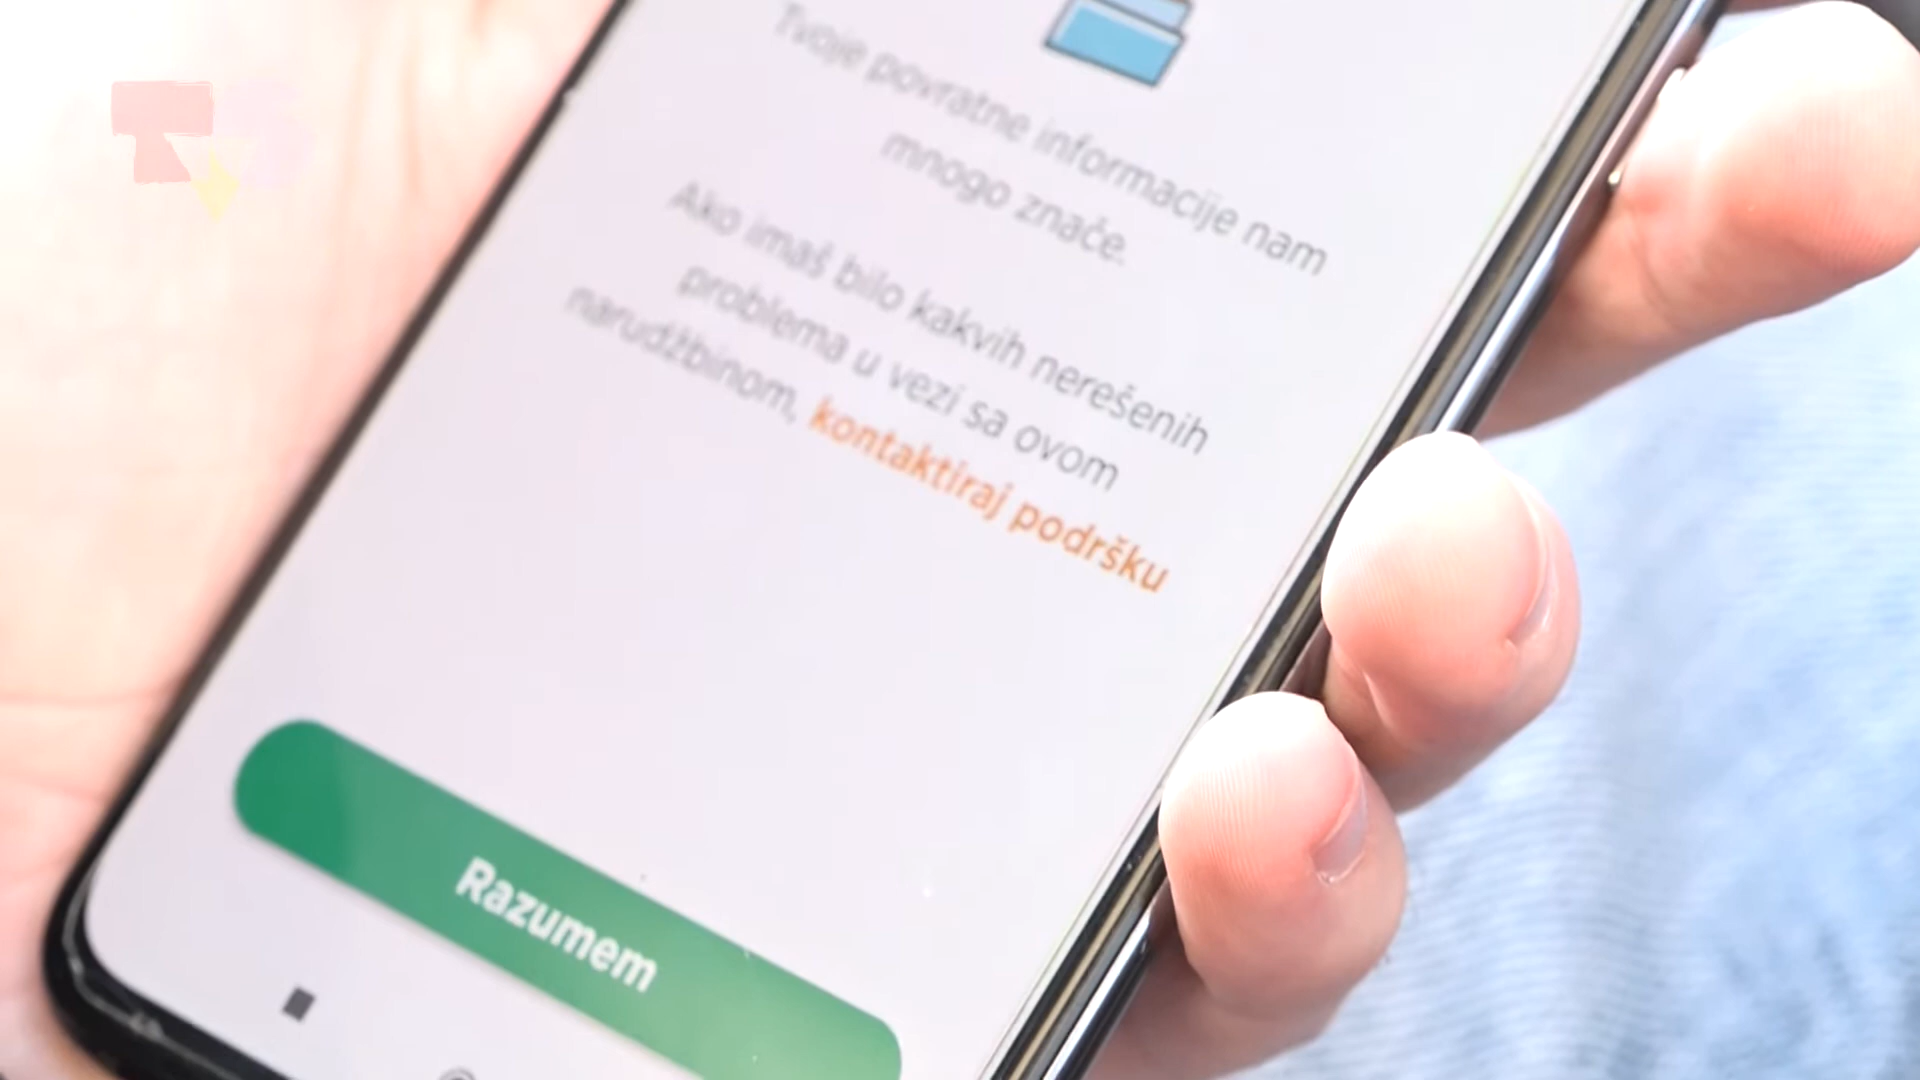 Tvoje povratne informacije nam
mnogo znače.
Ako imaš bilo kakvih nerešenih
problema u vezi sa ovom
narudžbinom, kontaktiraj podršku
Razumem